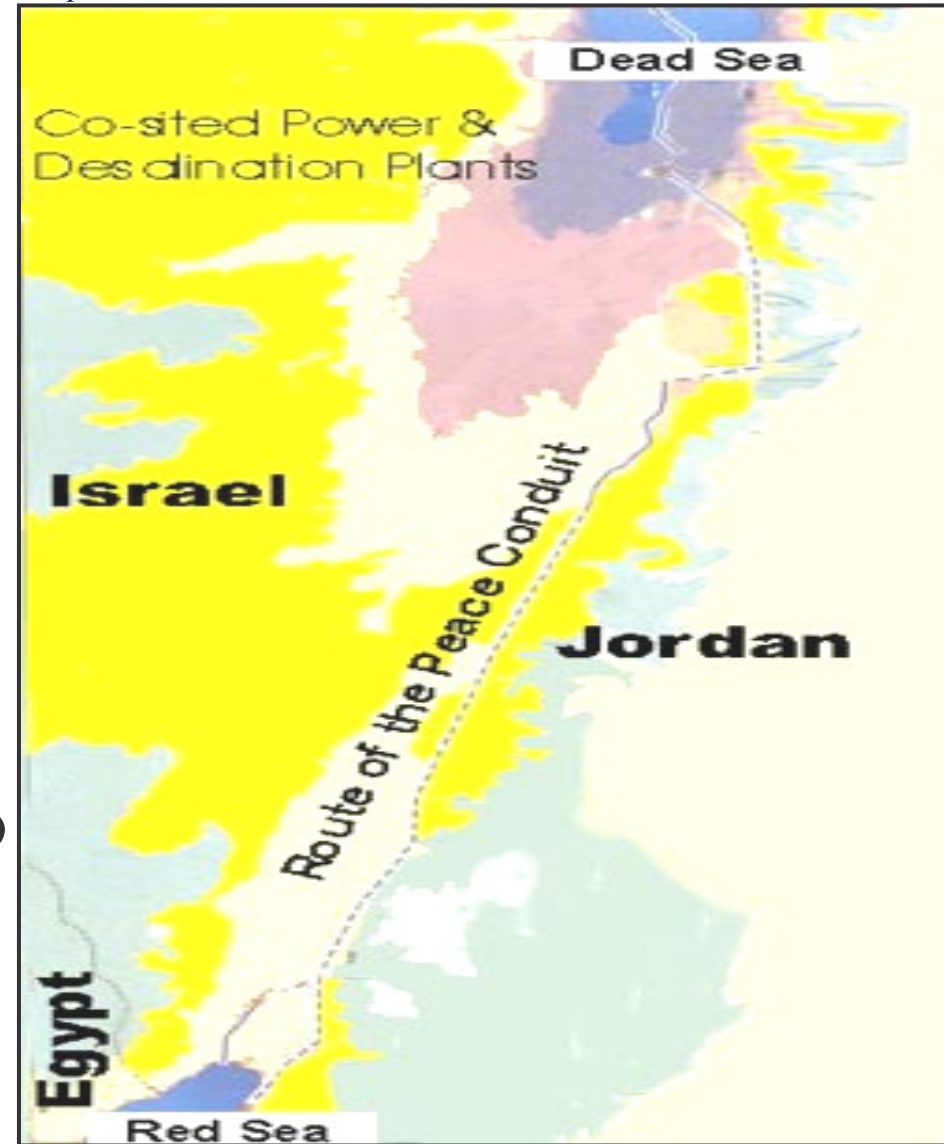 Dead Sea
Co-sited Power &
Desalination Plants
Israel
Route of the Peace Conduit
Jordan
Egypt
Red Sea